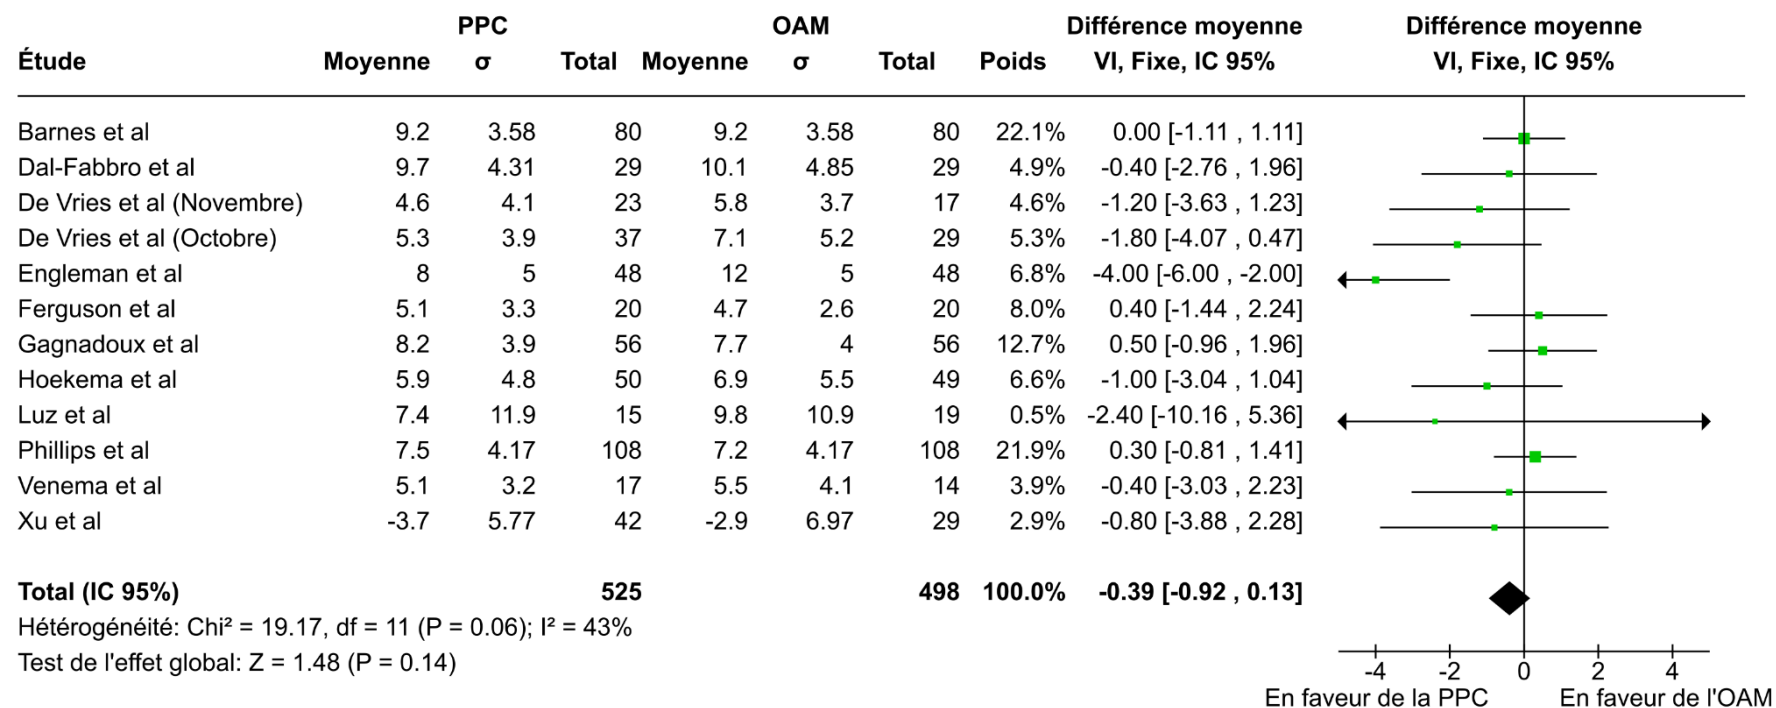 PPC OAM Différence moyenne Différence moyenne
Étude Moyenne σ Total Moyenne σ Total Poids VI, Fixe, IC 95% VI, Fixe, IC 95%
Barnes et al 9.2 3.58 80 9.2 3.58 80 22.1% 0.00 [-1.11 , 1.11]
Dal-Fabbro et al 9.7 4.31 29 10.1 4.85 29 4.9% -0.40 [-2.76 , 1.96]
De Vries et al (Novembre) 4.6 4.1 23 5.8 3.7 17 4.6% -1.20 [-3.63 , 1.23]
De Vries et al (Octobre) 5.3 3.9 37 7.1 5.2 29 5.3% -1.80 [-4.07 , 0.47]
Engleman et al 8 5 48 12 5 48 6.8% -4.00 [-6.00 , -2.00]
Ferguson et al 5.1 3.3 20 4.7 2.6 20 8.0% 0.40 [-1.44 , 2.24]
Gagnadoux et al 8.2 3.9 56 7.7 4 56 12.7% 0.50 [-0.96 , 1.96]
Hoekema et al 5.9 4.8 50 6.9 5.5 49 6.6% -1.00 [-3.04 , 1.04]
Luz et al 7.4 11.9 15 9.8 10.9 19 0.5% -2.40 [-10.16 , 5.36]
Phillips et al 7.5 4.17 108 7.2 4.17 108 21.9% 0.30 [-0.81 , 1.41]
Venema et al 5.1 3.2 17 5.5 4.1 14 3.9% -0.40 [-3.03 , 2.23]
Xu et al -3.7 5.77 42 -2.9 6.97 29 2.9% -0.80 [-3.88 , 2.28]
Total (IC 95%) 525 498 100.0% -0.39 [-0.92 , 0.13]
Hétérogénéité: Chi² = 19.17, df = 11 (P = 0.06); I² = 43%
Test de l'effet global: Z = 1.48 (P = 0.14)
-4 -2 0 2 4
En faveur de la PPC En faveur de l'OAM